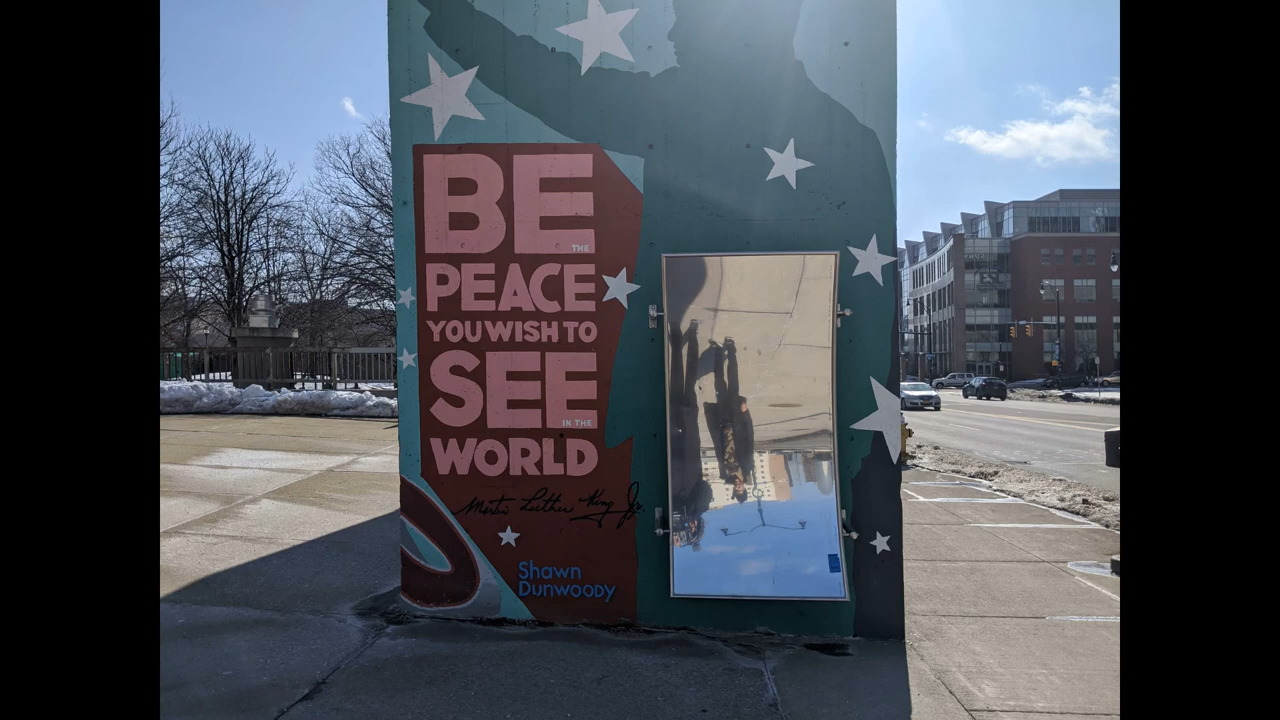 BE
THE
PEACE
YOU WISH TO
SEE
IN THE
WORLD
Martin Luther King Jr.
Shawn
Dunwoody